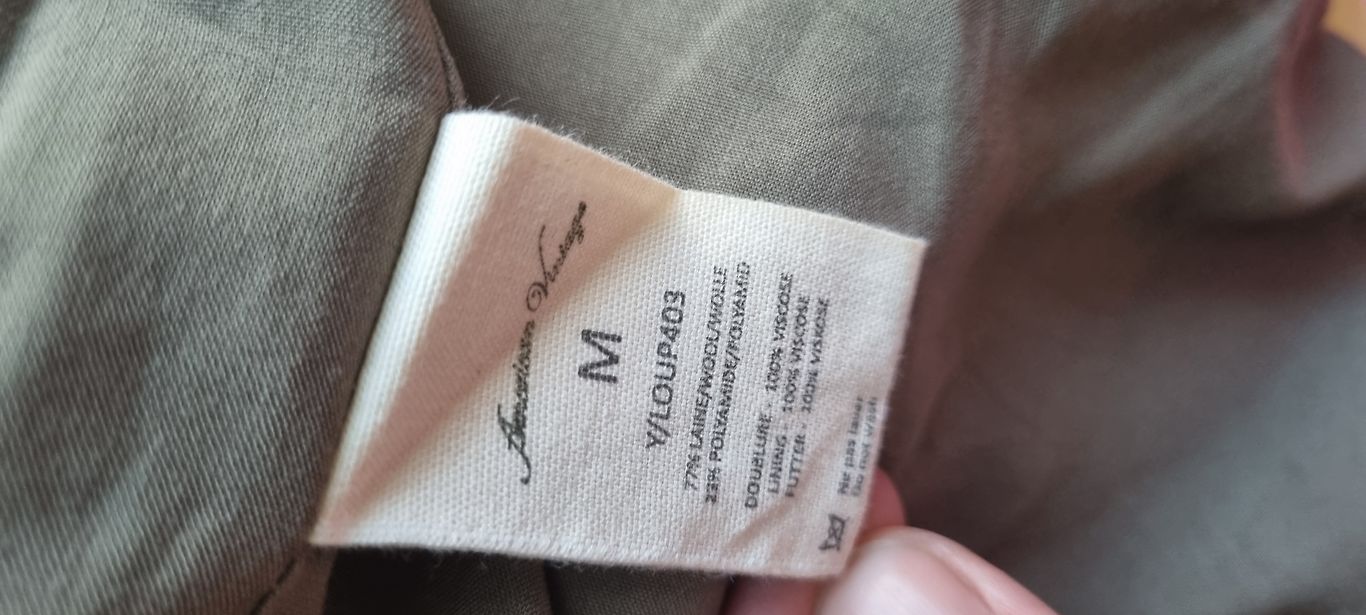 American Vintage
M
Y/LOUP403
77% LAINE/WOOL/WOLLE
23% POLYAMIDE/POLYAMID
DOUBLURE - 100% VISCOSE
LINING - 100% VISCOSE
FUTTER - 100% VISKOSE
Ne pas laver
Do not wash